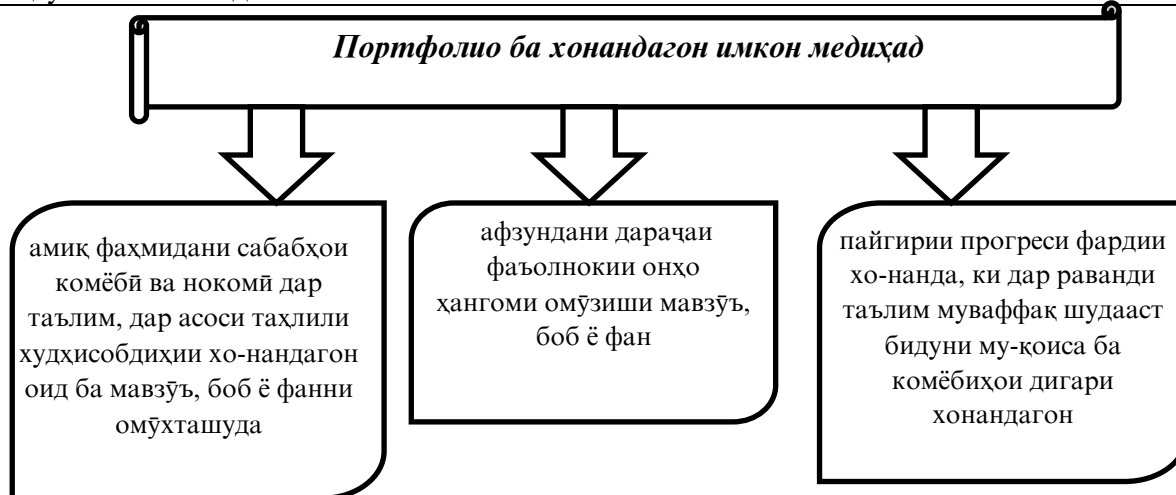 Портфолио ба хонандагон имкон медиҳад
амиқ фаҳмидани сабабҳои
комёбӣ ва нокомӣ дар
таълим, дар асоси таҳлили
худҳисобдиҳии хо-нандагон
оид ба мавзӯъ, боб ё фанни
омӯхташуда
афзундани дараҷаи
фаъолнокии онҳо
ҳангоми омӯзиши мавзӯъ,
боб ё фан
пайгирии прогреси фардии
хо-нанда, ки дар раванди
таълим муваффақ шудааст
бидуни му-қоиса ба
комёбиҳои дигари
хонандагон